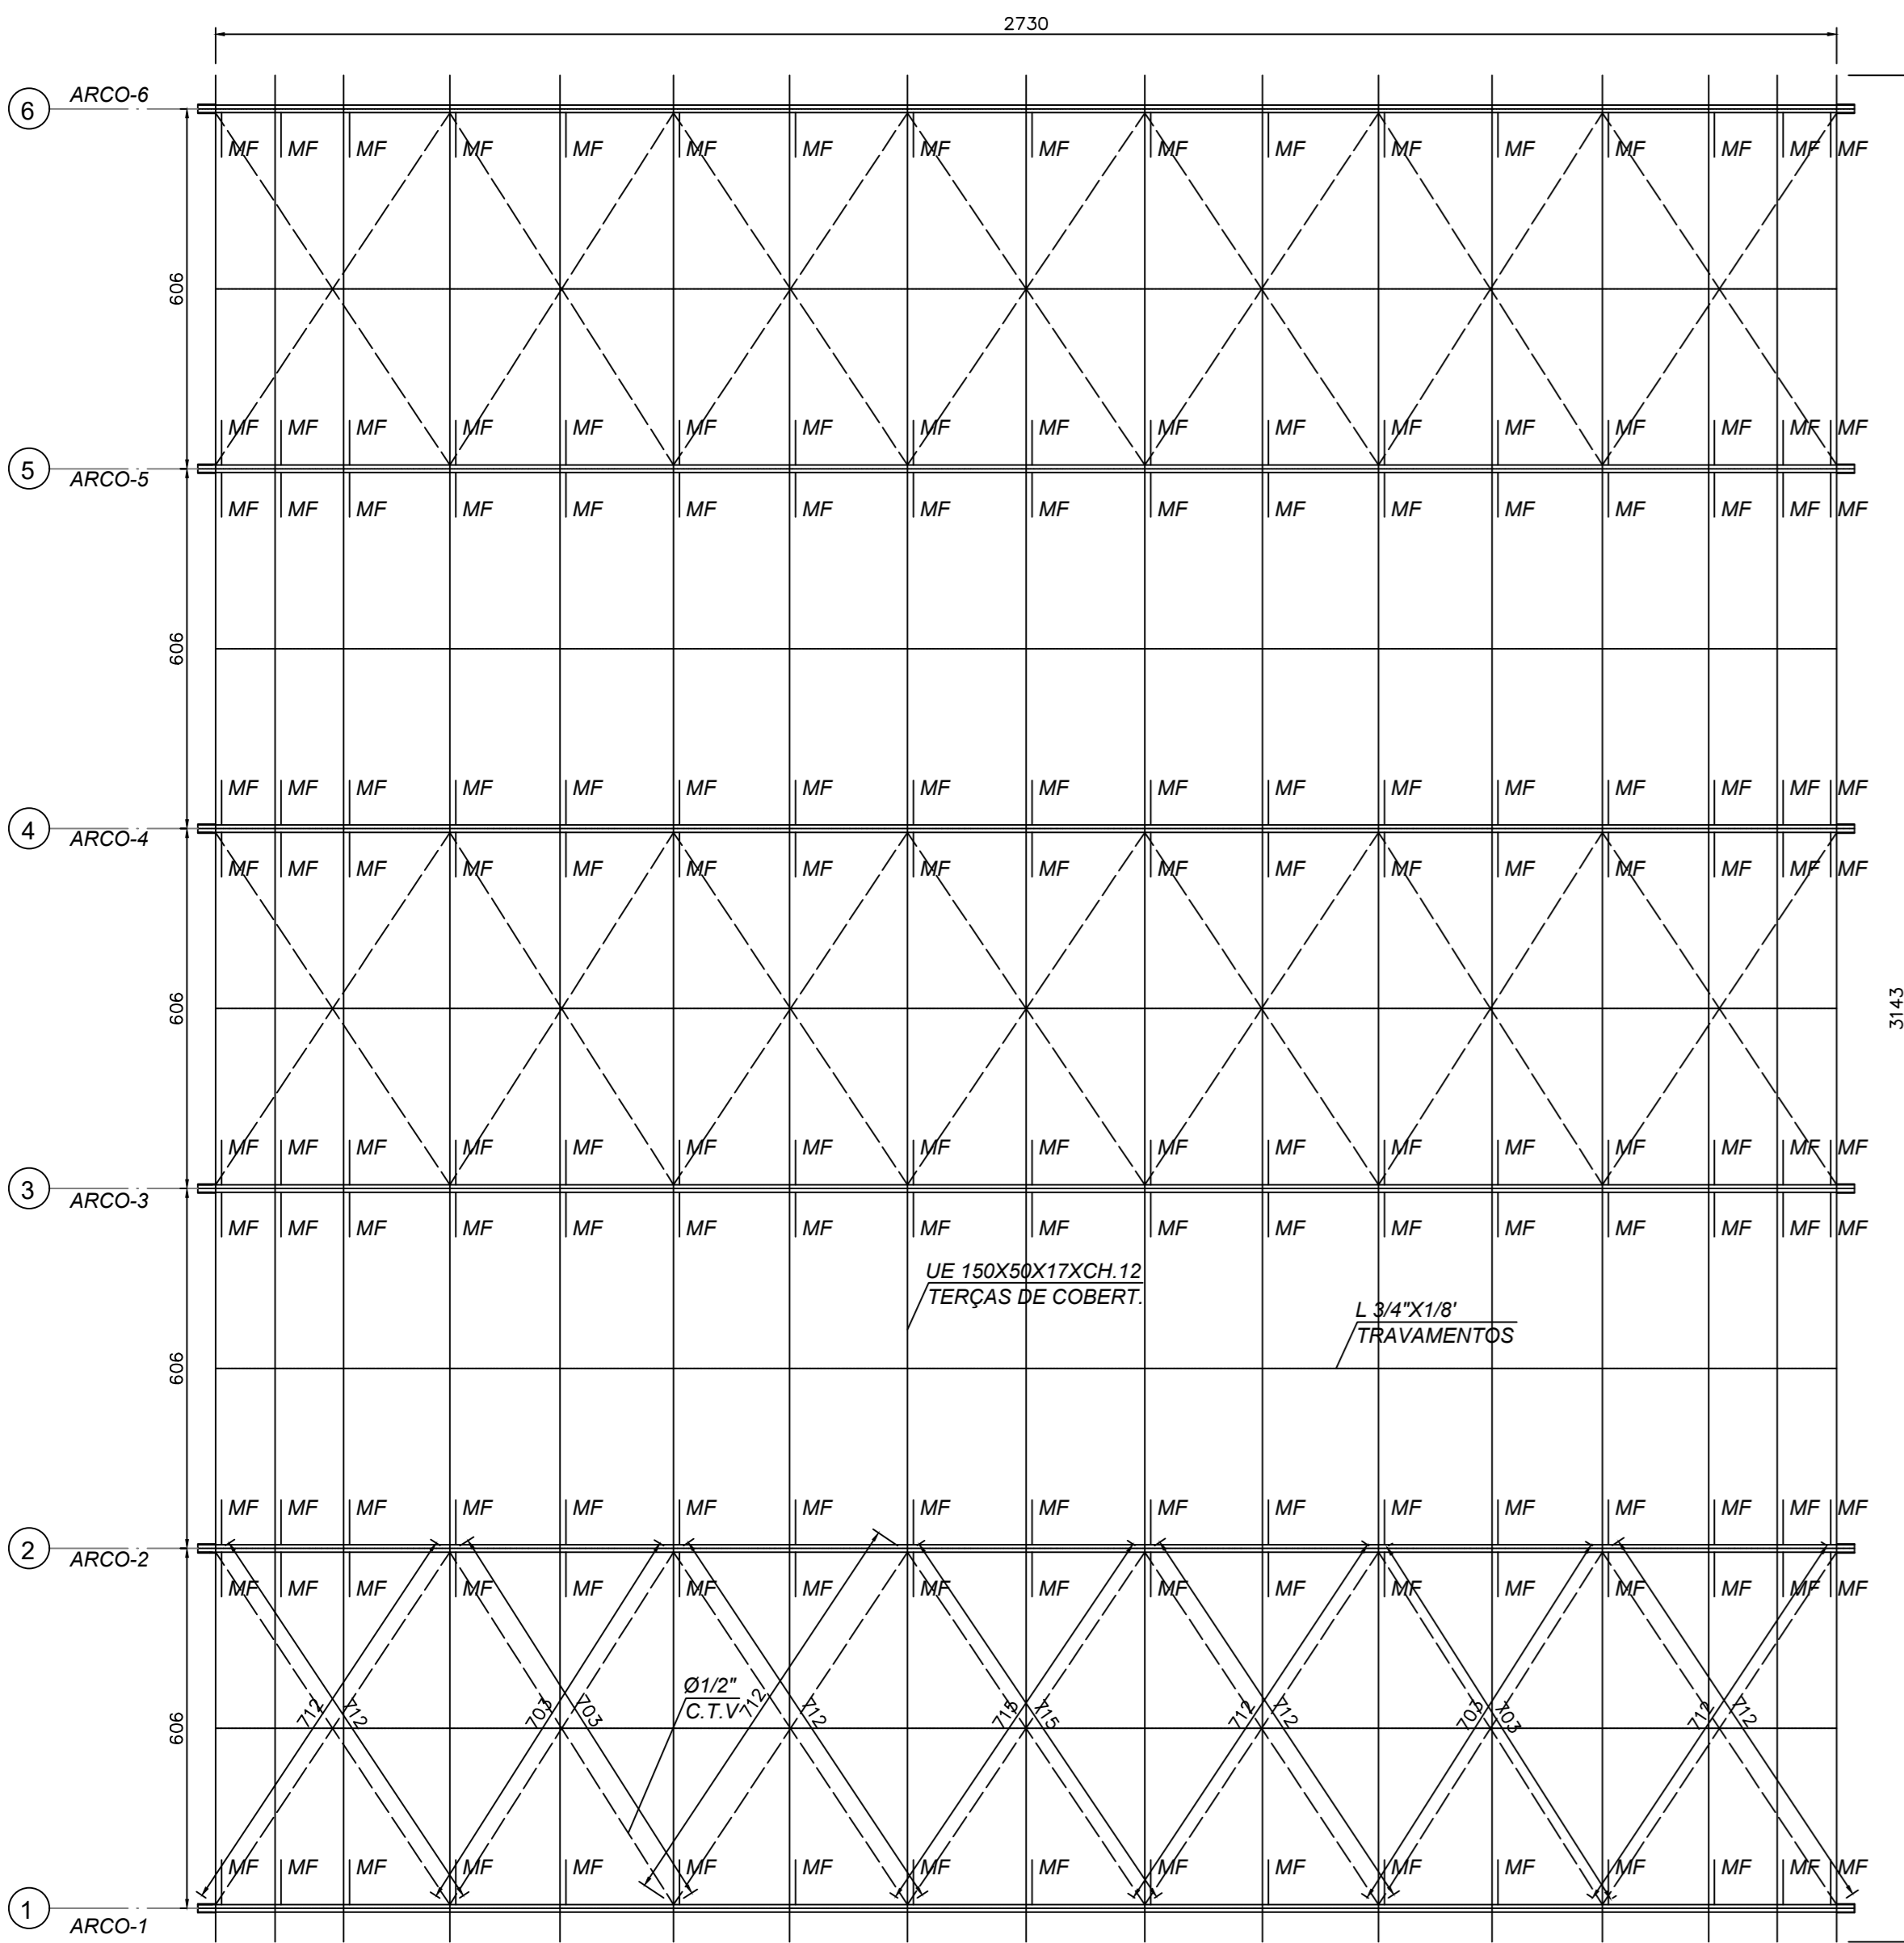 2730
6 ARCO-6
MF MF MF MF MF MF MF MF MF MF MF MF MF MF MF MF MF
606
MF MF MF MF MF MF MF MF MF MF MF MF MF MF MF MF MF
5 ARCO-5
MF MF MF MF MF MF MF MF MF MF MF MF MF MF MF MF MF
606
MF MF MF MF MF MF MF MF MF MF MF MF MF MF MF MF MF
4 ARCO-4
MF MF MF MF MF MF MF MF MF MF MF MF MF MF MF MF MF
606
3143
MF MF MF MF MF MF MF MF MF MF MF MF MF MF MF MF MF
3 ARCO-3
MF MF MF MF MF MF MF MF MF MF MF MF MF MF MF MF MF
UE 150X50X17XCH.12
TERÇAS DE COBERT.
L 3/4"X1/8'
TRAVAMENTOS
606
MF MF MF MF MF MF MF MF MF MF MF MF MF MF MF MF MF
2 ARCO-2
MF MF MF MF MF MF MF MF MF MF MF MF MF MF MF MF MF
Ø1/2"
C.T.V
606
712 712 703 703 712 712 715 715 712 712 703 703 712 712
MF MF MF MF MF MF MF MF MF MF MF MF MF MF MF MF MF
1 ARCO-1